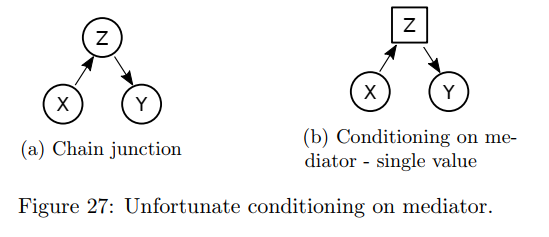 Z
X
Y
(a) Chain junction
Z
X
Y
(b) Conditioning on me-
diator - single value
Figure 27: Unfortunate conditioning on mediator.